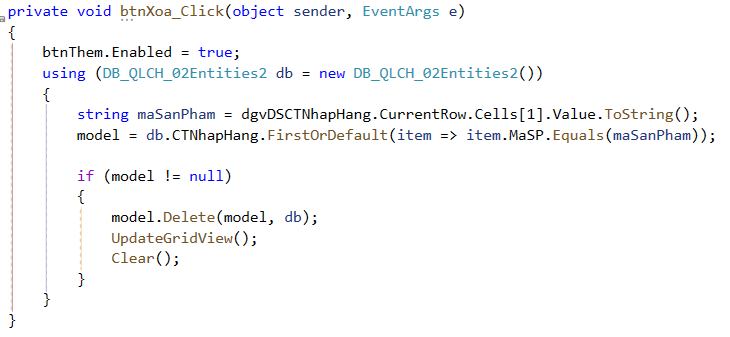 private void btnXoa_Click(object sender, EventArgs e)
{
btnThem.Enabled = true;
using (DB_QLCH_02Entities2 db = new DB_QLCH_02Entities2())
{
string maSanPham = dgvDSCTNhapHang.CurrentRow.Cells[1].Value.ToString();
model = db.CTNhapHang.FirstOrDefault(item => item.MaSP.Equals(maSanPham));
if (model != null)
{
model.Delete(model, db);
UpdateGridView();
Clear();
}
}
}